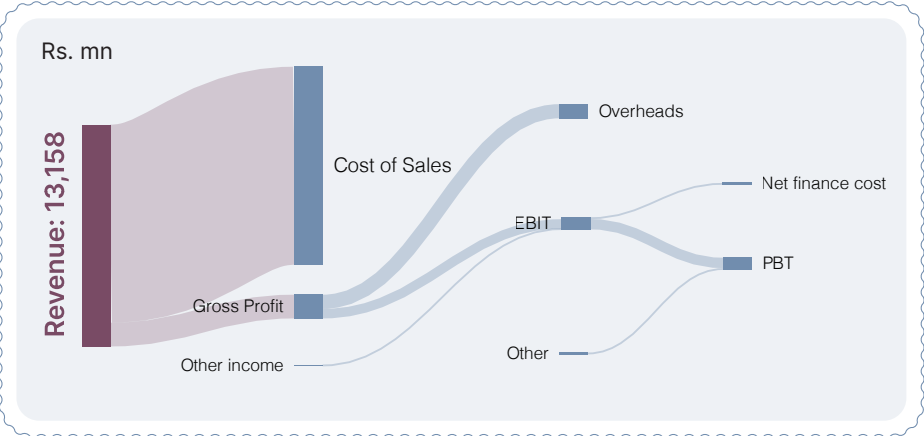 Rs. mn
Revenue: 13,158
Cost of Sales
Gross Profit
Other income
Overheads
EBIT
Net finance cost
PBT
Other